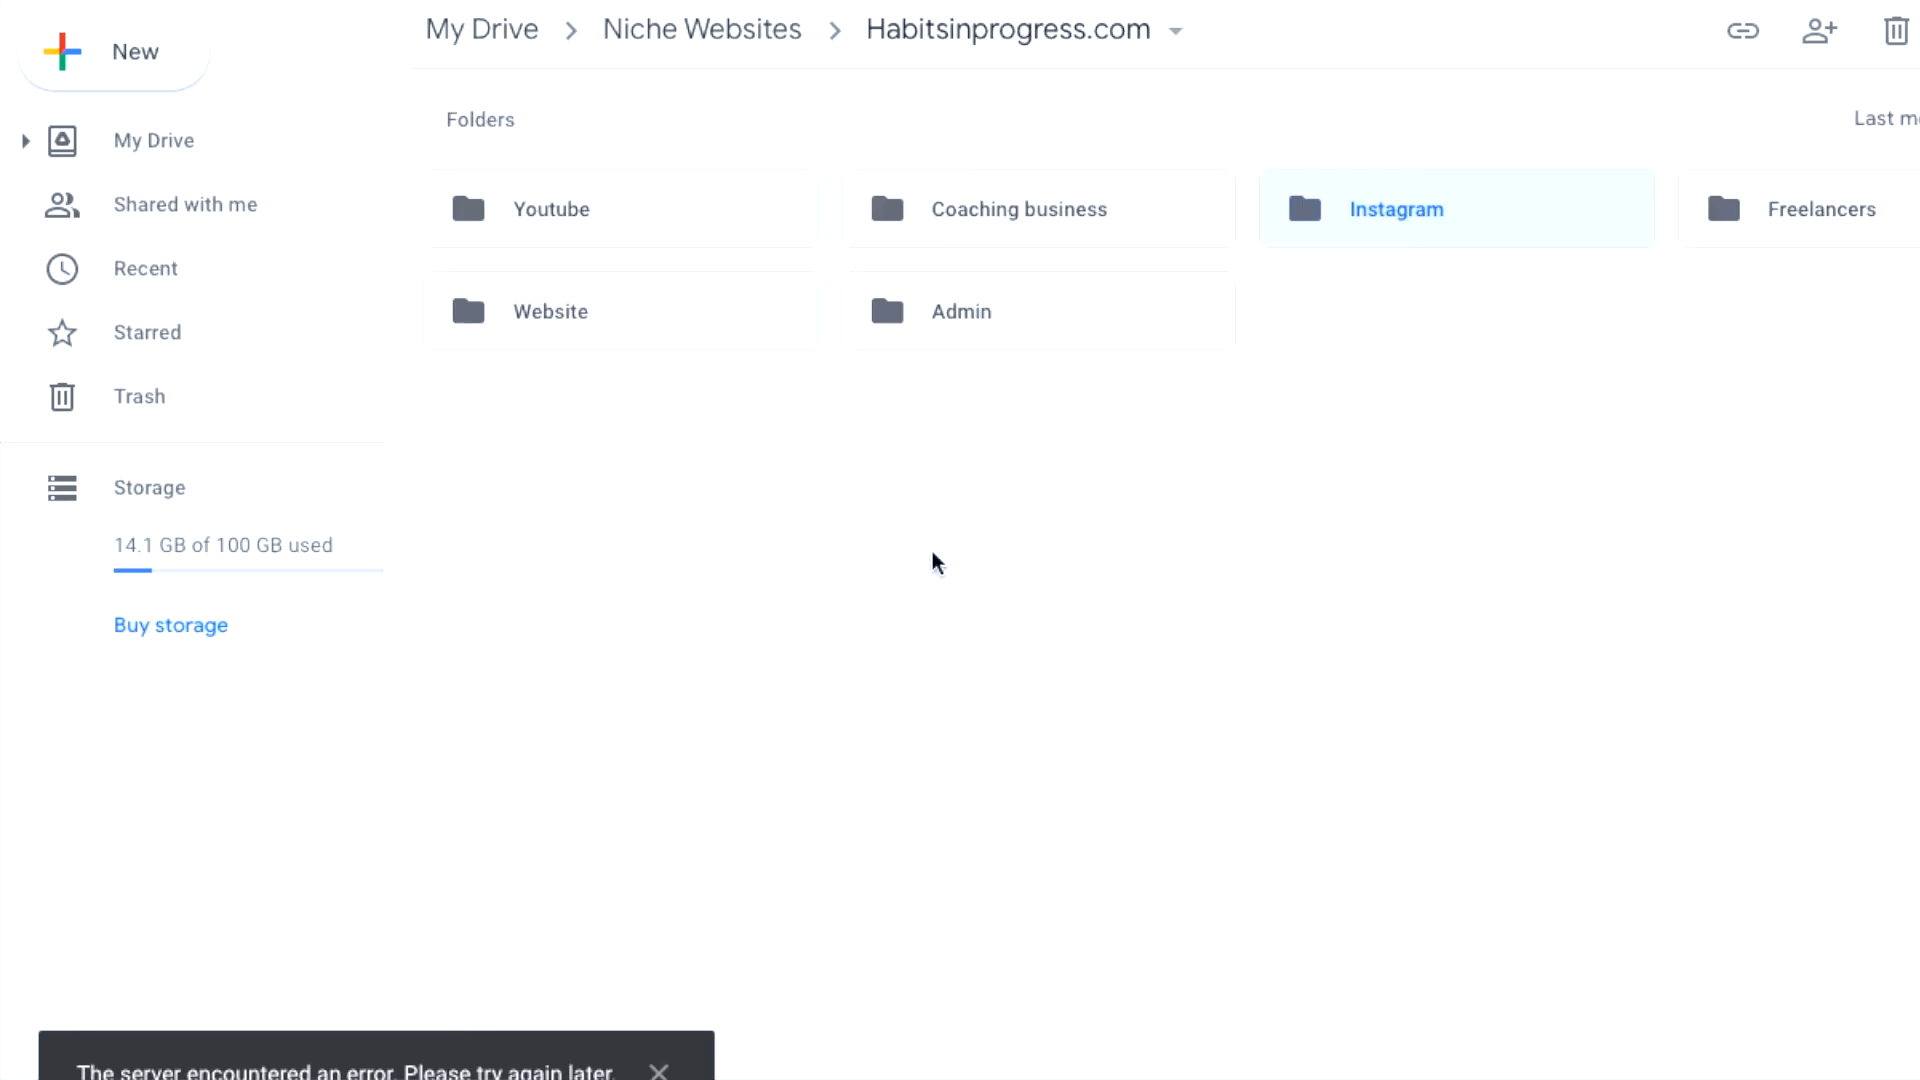 New
My Drive
Shared with me
Recent
Starred
Trash
Storage
14.1 GB of 100 GB used
Buy storage
My Drive > Niche Websites > Habitsinprogress.com
Folders
Last m
Youtube
Coaching business
Instagram
Freelancers
Website
Admin
The server encountered an error. Please try again later.